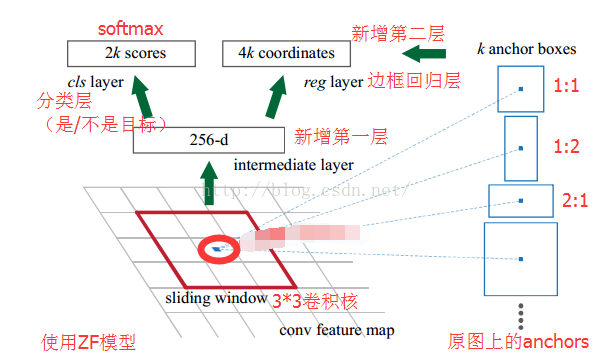 softmax
2k scores
4k coordinates
新增第二层
k anchor boxes
cls layer
reg layer 边框回归层
分类层
（是/不是目标）
1:1
256-d
新增第一层
intermediate layer
1:2
http://blog.csdn.net/
2:1
sliding window 3*3卷积核
conv feature map
使用ZF模型
原图上的anchors